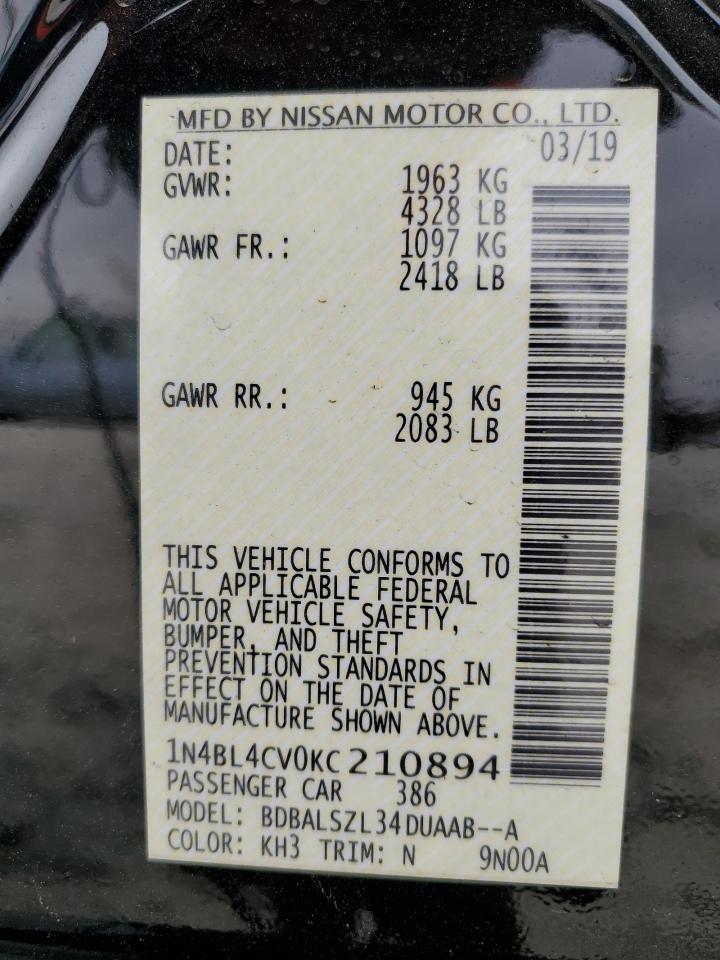 MFD BY NISSAN MOTOR CO., LTD.
DATE: 03/19
GVWR: 1963 KG
4328 LB
GAWR FR.: 1097 KG
2418 LB
GAWR RR.: 945 KG
2083 LB
THIS VEHICLE CONFORMS TO
ALL APPLICABLE FEDERAL
MOTOR VEHICLE SAFETY,
BUMPER, AND THEFT
PREVENTION STANDARDS IN
EFFECT ON THE DATE OF
MANUFACTURE SHOWN ABOVE.
1N4BL4CV0KC210894
PASSENGER CAR 386
MODEL: BDBALSZL34DUAAB--A
COLOR: KH3 TRIM: N 9N00A